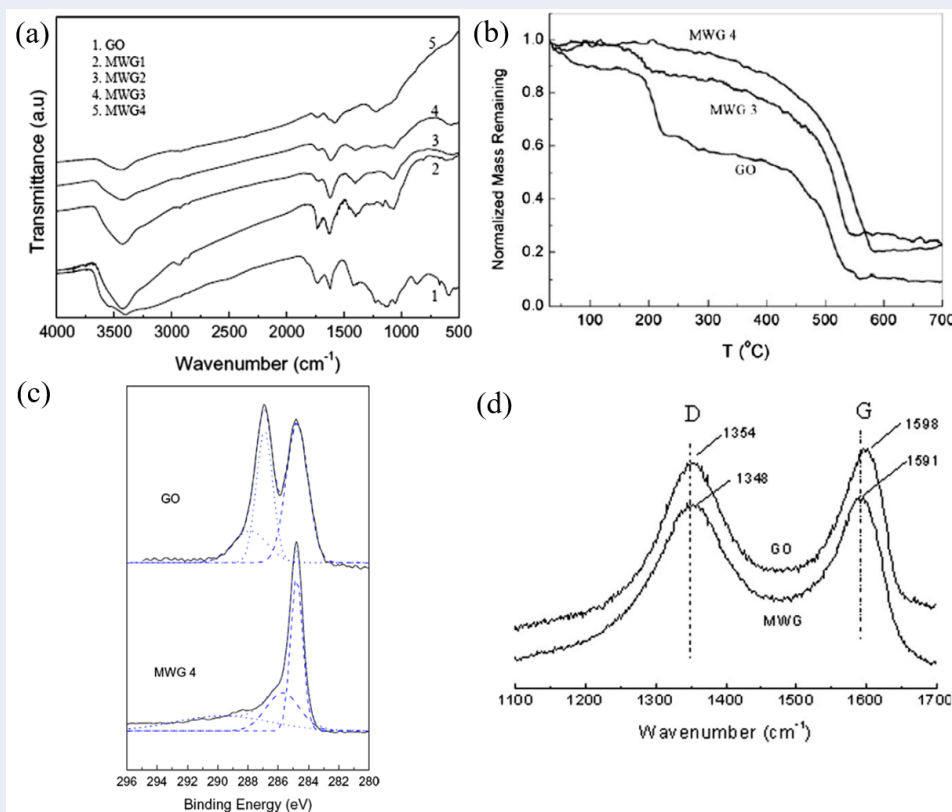 (a)
1. GO
2. MWG1
3. MWG2
4. MWG3
5. MWG4
5
4
3
2
1
Transmittance (a.u)
4000 3500 3000 2500 2000 1500 1000 500
Wavenumber (cm⁻¹)
(b)
MWG 4
MWG 3
GO
Normalized Mass Remaining
1.0
0.8
0.6
0.4
0.2
0.0
100 200 300 400 500 600 700
T (°C)
(c)
GO
MWG 4
296 294 292 290 288 286 284 282 280
Binding Energy (eV)
(d)
D
G
1354
1348
1598
1591
GO
MWG
1100 1200 1300 1400 1500 1600 1700
Wavenumber (cm⁻¹)